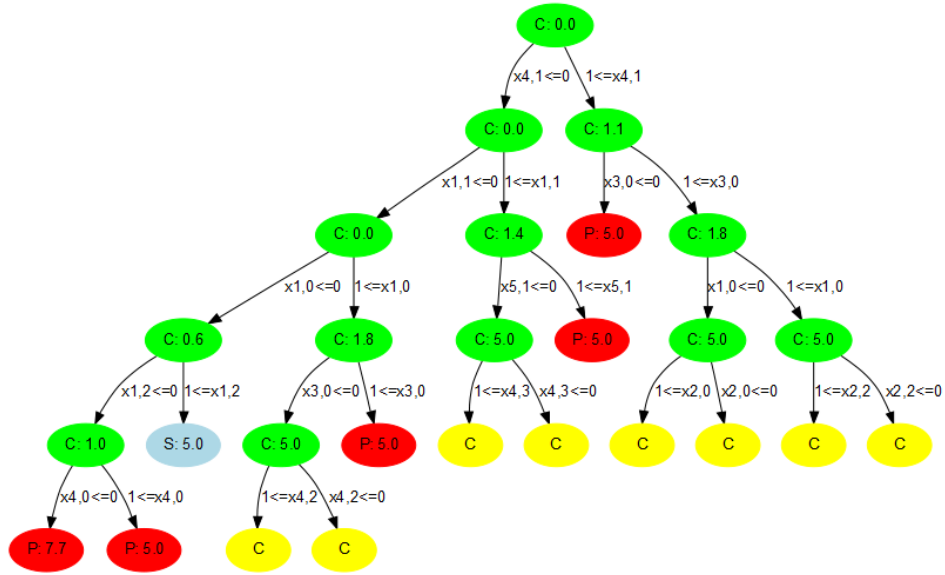 C: 0.0
x4,1<=0
1<=x4,1
C: 0.0
C: 1.1
x1,1<=0
1<=x1,1
x3,0<=0
1<=x3,0
C: 0.0
C: 1.4
P: 5.0
C: 1.8
x1,0<=0
1<=x1,0
x5,1<=0
1<=x5,1
x1,0<=0
1<=x1,0
C: 0.6
C: 1.8
C: 5.0
P: 5.0
C: 5.0
C: 5.0
x1,2<=0
1<=x1,2
x3,0<=0
1<=x3,0
1<=x4,3
x4,3<=0
1<=x2,0
x2,0<=0
1<=x2,2
x2,2<=0
C: 1.0
S: 5.0
C: 5.0
P: 5.0
C
C
C
C
C
C
x4,0<=0
1<=x4,0
1<=x4,2
x4,2<=0
P: 7.7
P: 5.0
C
C